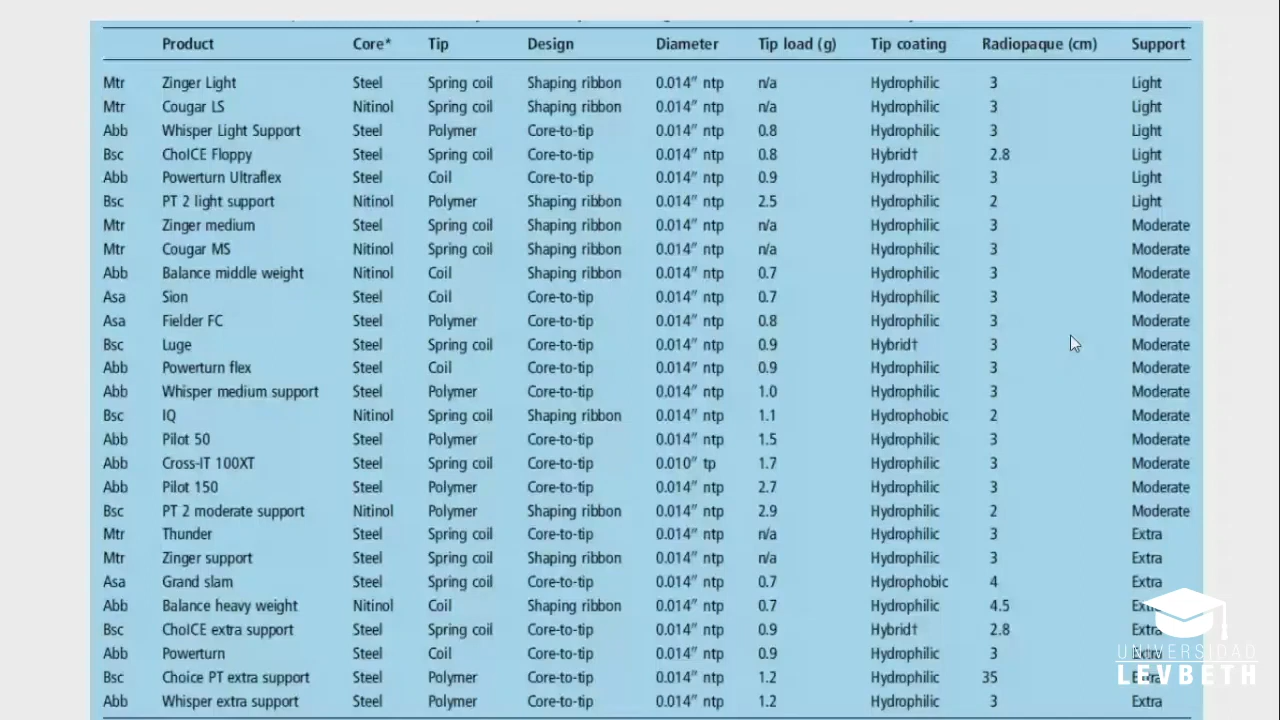 Product Core* Tip Design Diameter Tip load (g) Tip coating Radiopaque (cm) Support
Mtr Zinger Light Steel Spring coil Shaping ribbon 0.014″ ntp n/a Hydrophilic 3 Light
Mtr Cougar LS Nitinol Spring coil Shaping ribbon 0.014″ ntp n/a Hydrophilic 3 Light
Abb Whisper Light Support Steel Polymer Core-to-tip 0.014″ ntp 0.8 Hydrophilic 3 Light
Bsc ChoICE Floppy Steel Spring coil Core-to-tip 0.014″ ntp 0.8 Hybrid† 2.8 Light
Abb Powerturn Ultraflex Steel Coil Core-to-tip 0.014″ ntp 0.9 Hydrophilic 3 Light
Bsc PT 2 light support Nitinol Polymer Shaping ribbon 0.014″ ntp 2.5 Hydrophilic 2 Light
Mtr Zinger medium Steel Spring coil Shaping ribbon 0.014″ ntp n/a Hydrophilic 3 Moderate
Mtr Cougar MS Nitinol Spring coil Shaping ribbon 0.014″ ntp n/a Hydrophilic 3 Moderate
Abb Balance middle weight Nitinol Coil Shaping ribbon 0.014″ ntp 0.7 Hydrophilic 3 Moderate
Asa Sion Steel Coil Core-to-tip 0.014″ ntp 0.7 Hydrophilic 3 Moderate
Asa Fielder FC Steel Polymer Core-to-tip 0.014″ ntp 0.8 Hydrophilic 3 Moderate
Bsc Luge Steel Spring coil Core-to-tip 0.014″ ntp 0.9 Hybrid† 3 Moderate
Abb Powerturn flex Steel Coil Core-to-tip 0.014″ ntp 0.9 Hydrophilic 3 Moderate
Abb Whisper medium support Steel Polymer Core-to-tip 0.014″ ntp 1.0 Hydrophilic 3 Moderate
Bsc IQ Nitinol Spring coil Shaping ribbon 0.014″ ntp 1.1 Hydrophobic 2 Moderate
Abb Pilot 50 Steel Polymer Core-to-tip 0.014″ ntp 1.5 Hydrophilic 3 Moderate
Abb Cross-IT 100XT Steel Spring coil Core-to-tip 0.010″ tp 1.7 Hydrophilic 3 Moderate
Abb Pilot 150 Steel Polymer Core-to-tip 0.014″ ntp 2.7 Hydrophilic 3 Moderate
Bsc PT 2 moderate support Nitinol Polymer Shaping ribbon 0.014″ ntp 2.9 Hydrophilic 2 Moderate
Mtr Thunder Steel Spring coil Core-to-tip 0.014″ ntp n/a Hydrophilic 3 Extra
Mtr Zinger support Steel Spring coil Shaping ribbon 0.014″ ntp n/a Hydrophilic 3 Extra
Asa Grand slam Steel Spring coil Core-to-tip 0.014″ ntp 0.7 Hydrophobic 4 Extra
Abb Balance heavy weight Nitinol Coil Shaping ribbon 0.014″ ntp 0.7 Hydrophilic 4.5 Extra
Bsc ChoICE extra support Steel Spring coil Core-to-tip 0.014″ ntp 0.9 Hybrid† 2.8 Extra
Abb Powerturn Steel Coil Core-to-tip 0.014″ ntp 0.9 Hydrophilic 3 Extra
Bsc Choice PT extra support Steel Polymer Core-to-tip 0.014″ ntp 1.2 Hydrophilic 35 Extra
Abb Whisper extra support Steel Polymer Core-to-tip 0.014″ ntp 1.2 Hydrophilic 3 Extra
UNIVERSIDAD
LEVBETH